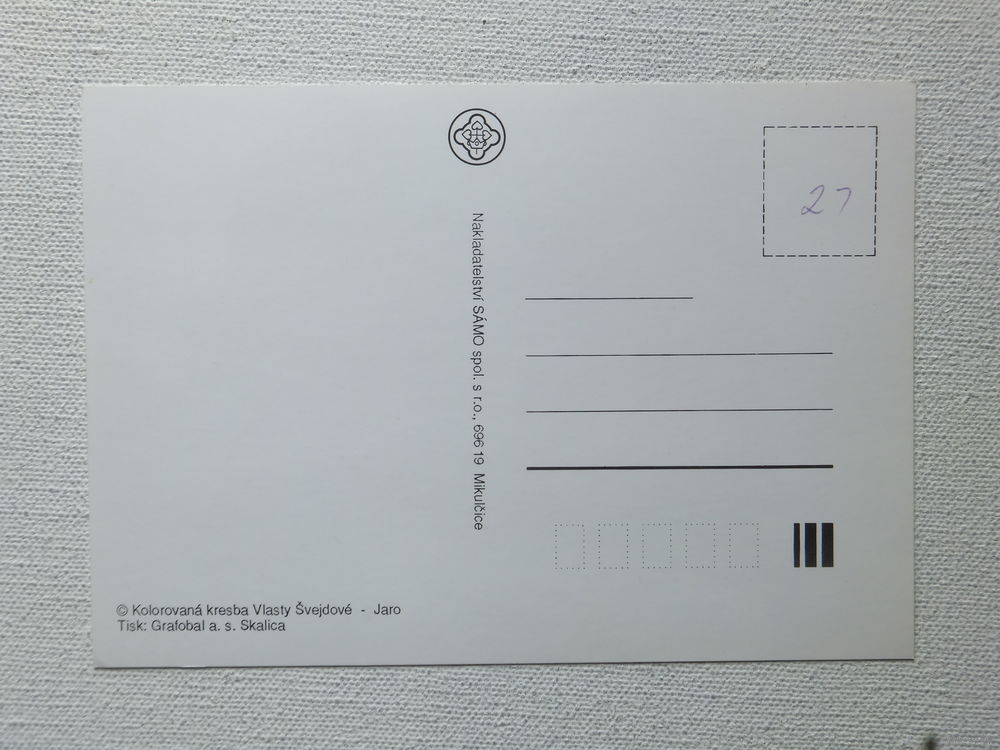 27
Nakladatelství SÁMO spol. s r.o., 696 19 Mikulčice
© Kolorovaná kresba Vlasty Švejdové - Jaro
Tisk: Grafobal a. s. Skalica